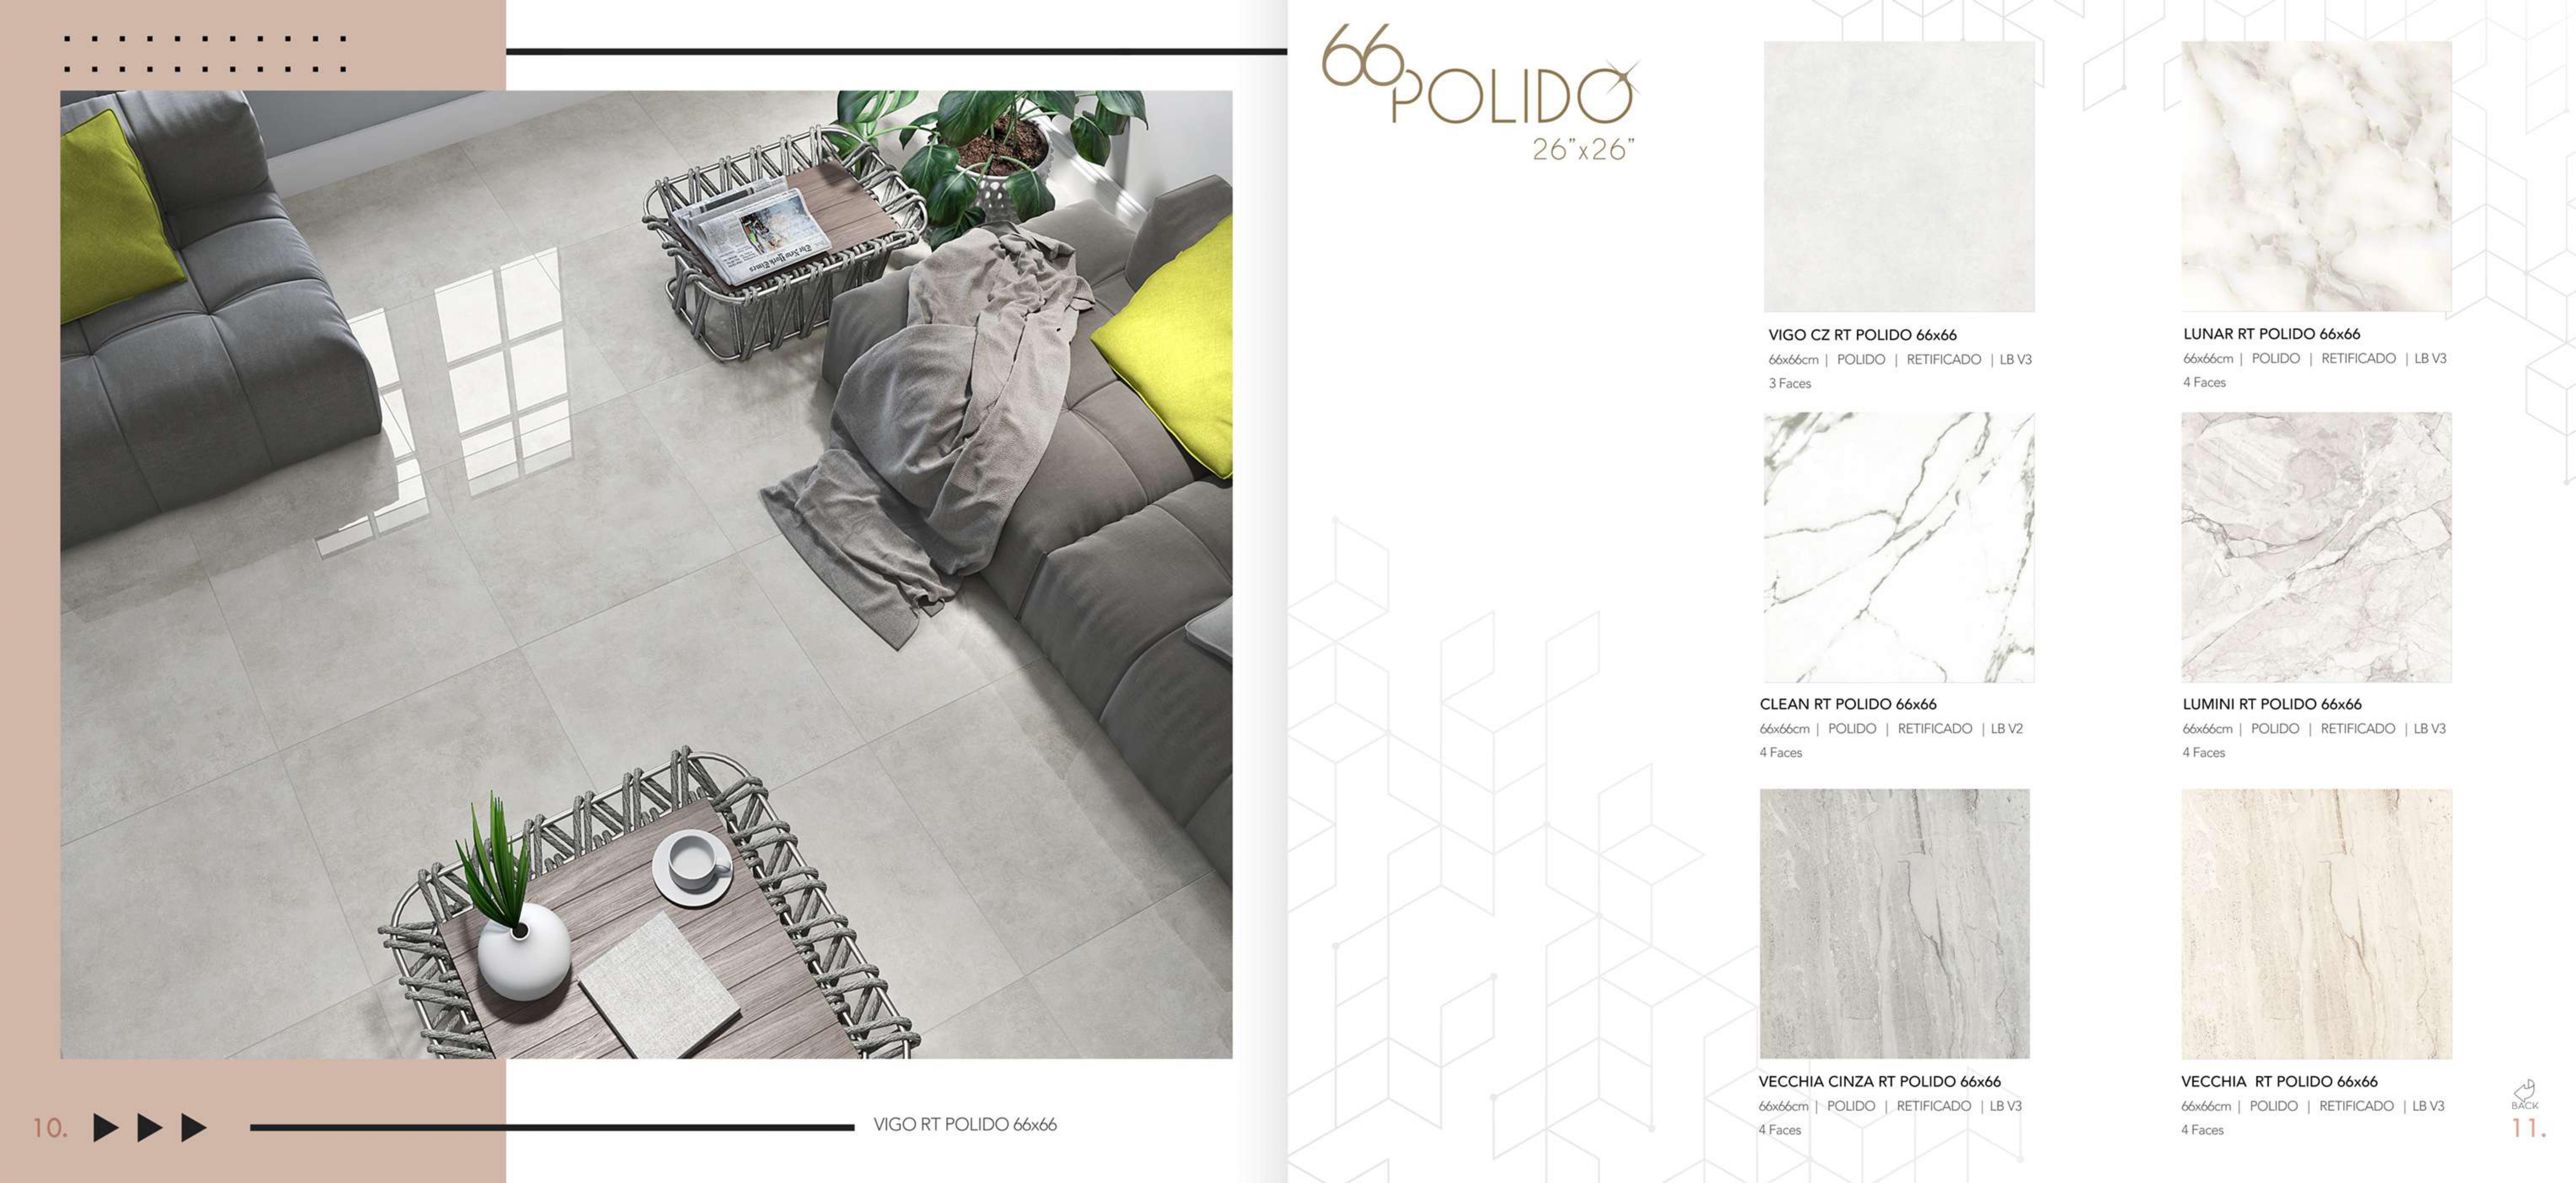 The New York Times
10.
VIGO RT POLIDO 66x66
66
POLIDO
26"x26"
VIGO CZ RT POLIDO 66x66
66x66cm | POLIDO | RETIFICADO | LB V3
3 Faces
LUNAR RT POLIDO 66x66
66x66cm | POLIDO | RETIFICADO | LB V3
4 Faces
CLEAN RT POLIDO 66x66
66x66cm | POLIDO | RETIFICADO | LB V2
4 Faces
LUMINI RT POLIDO 66x66
66x66cm | POLIDO | RETIFICADO | LB V3
4 Faces
VECCHIA CINZA RT POLIDO 66x66
66x66cm | POLIDO | RETIFICADO | LB V3
4 Faces
VECCHIA RT POLIDO 66x66
66x66cm | POLIDO | RETIFICADO | LB V3
4 Faces
BACK
11.